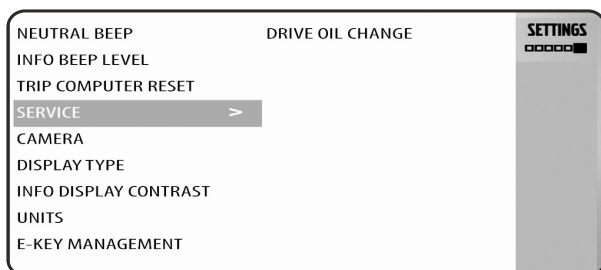 NEUTRAL BEEP
INFO BEEP LEVEL
TRIP COMPUTER RESET
SERVICE >
CAMERA
DISPLAY TYPE
INFO DISPLAY CONTRAST
UNITS
E-KEY MANAGEMENT
DRIVE OIL CHANGE
SETTINGS